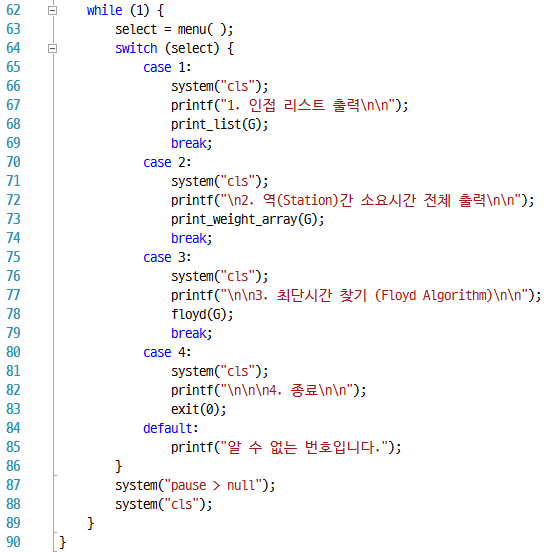 62 while (1) {
63 select = menu( );
64 switch (select) {
65 case 1:
66 system("cls");
67 printf("1. 인접 리스트 출력\n\n");
68 print_list(G);
69 break;
70 case 2:
71 system("cls");
72 printf("\n2. 역(Station)간 소요시간 전체 출력\n\n");
73 print_weight_array(G);
74 break;
75 case 3:
76 system("cls");
77 printf("\n\n3. 최단시간 찾기 (Floyd Algorithm)\n\n");
78 floyd(G);
79 break;
80 case 4:
81 system("cls");
82 printf("\n\n\n4. 종료\n\n");
83 exit(0);
84 default:
85 printf("알 수 없는 번호입니다.");
86 }
87 system("pause > null");
88 system("cls");
89 }
90 }